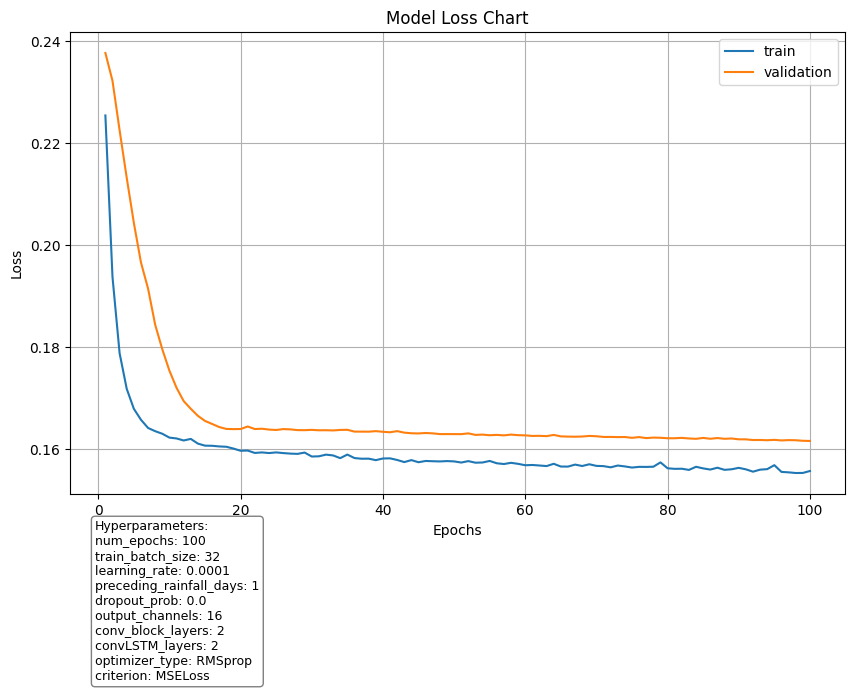 Model Loss Chart
0.24
0.22
0.20
0.18
0.16
Loss
train
validation
0
20
40
60
80
100
Epochs
Hyperparameters:
num_epochs: 100
train_batch_size: 32
learning_rate: 0.0001
preceding_rainfall_days: 1
dropout_prob: 0.0
output_channels: 16
conv_block_layers: 2
convLSTM_layers: 2
optimizer_type: RMSprop
criterion: MSELoss